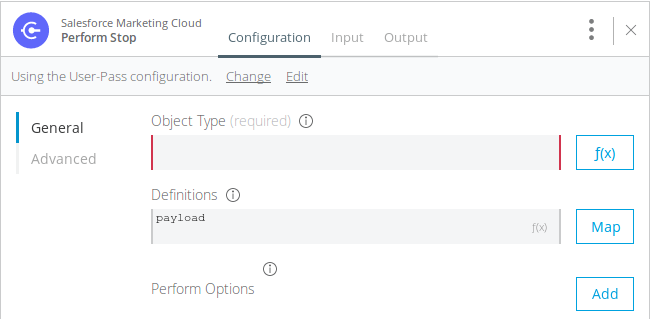 Salesforce Marketing Cloud
Perform Stop
Configuration Input Output
Using the User-Pass configuration. Change Edit
General
Advanced
Object Type (required)
ƒ(x)
Definitions
payload
ƒ(x)
Map
Perform Options
Add